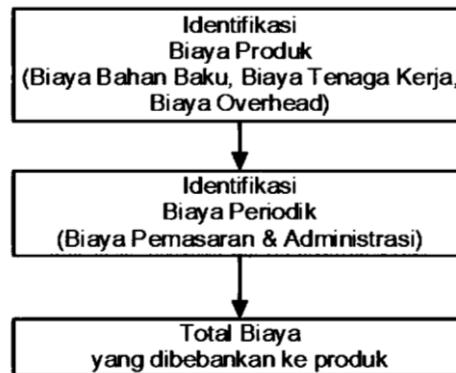 Identifikasi
Biaya Produk
(Biaya Bahan Baku, Biaya Tenaga Kerja,
Biaya Overhead)
Identifikasi
Biaya Periodik
(Biaya Pemasaran & Administrasi)
Total Biaya
yang dibebankan ke produk